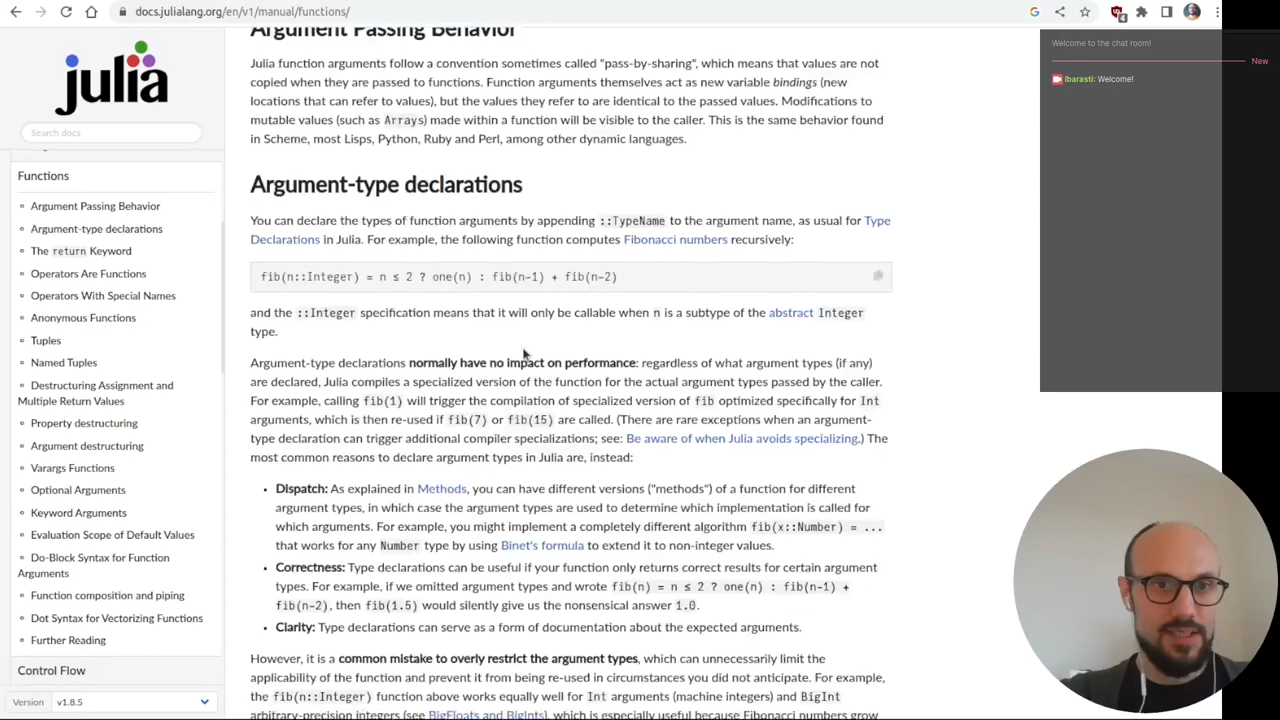 docs.julialang.org/en/v1/manual/functions/
4
julia
Search docs
Functions
Argument Passing Behavior
Argument-type declarations
The return Keyword
Operators Are Functions
Operators With Special Names
Anonymous Functions
Tuples
Named Tuples
Destructuring Assignment and
Multiple Return Values
Property destructuring
Argument destructuring
Varargs Functions
Optional Arguments
Keyword Arguments
Evaluation Scope of Default Values
Do-Block Syntax for Function
Arguments
Function composition and piping
Dot Syntax for Vectorizing Functions
Further Reading
Control Flow
Version v1.8.5
Argument Passing Behavior
Julia function arguments follow a convention sometimes called "pass-by-sharing", which means that values are not
copied when they are passed to functions. Function arguments themselves act as new variable bindings (new
locations that can refer to values), but the values they refer to are identical to the passed values. Modifications to
mutable values (such as Arrays) made within a function will be visible to the caller. This is the same behavior found
in Scheme, most Lisps, Python, Ruby and Perl, among other dynamic languages.
Argument-type declarations
You can declare the types of function arguments by appending ::TypeName to the argument name, as usual for Type
Declarations in Julia. For example, the following function computes Fibonacci numbers recursively:
fib(n::Integer) = n ≤ 2 ? one(n) : fib(n-1) + fib(n-2)
and the ::Integer specification means that it will only be callable when n is a subtype of the abstract Integer
type.
Argument-type declarations normally have no impact on performance: regardless of what argument types (if any)
are declared, Julia compiles a specialized version of the function for the actual argument types passed by the caller.
For example, calling fib(1) will trigger the compilation of specialized version of fib optimized specifically for Int
arguments, which is then re-used if fib(7) or fib(15) are called. (There are rare exceptions when an argument-
type declaration can trigger additional compiler specializations; see: Be aware of when Julia avoids specializing.) The
most common reasons to declare argument types in Julia are, instead:
• Dispatch: As explained in Methods, you can have different versions ("methods") of a function for different
argument types, in which case the argument types are used to determine which implementation is called for
which arguments. For example, you might implement a completely different algorithm fib(x::Number) = ...
that works for any Number type by using Binet's formula to extend it to non-integer values.
• Correctness: Type declarations can be useful if your function only returns correct results for certain argument
types. For example, if we omitted argument types and wrote fib(n) = n ≤ 2 ? one(n) : fib(n-1) +
fib(n-2), then fib(1.5) would silently give us the nonsensical answer 1.0.
• Clarity: Type declarations can serve as a form of documentation about the expected arguments.
However, it is a common mistake to overly restrict the argument types, which can unnecessarily limit the
applicability of the function and prevent it from being re-used in circumstances you did not anticipate. For example,
the fib(n::Integer) function above works equally well for Int arguments (machine integers) and BigInt
arbitrary-precision integers (see BigFloats and BigInts), which is especially useful because Fibonacci numbers grow
Welcome to the chat room!
New
lbarasti: Welcome!